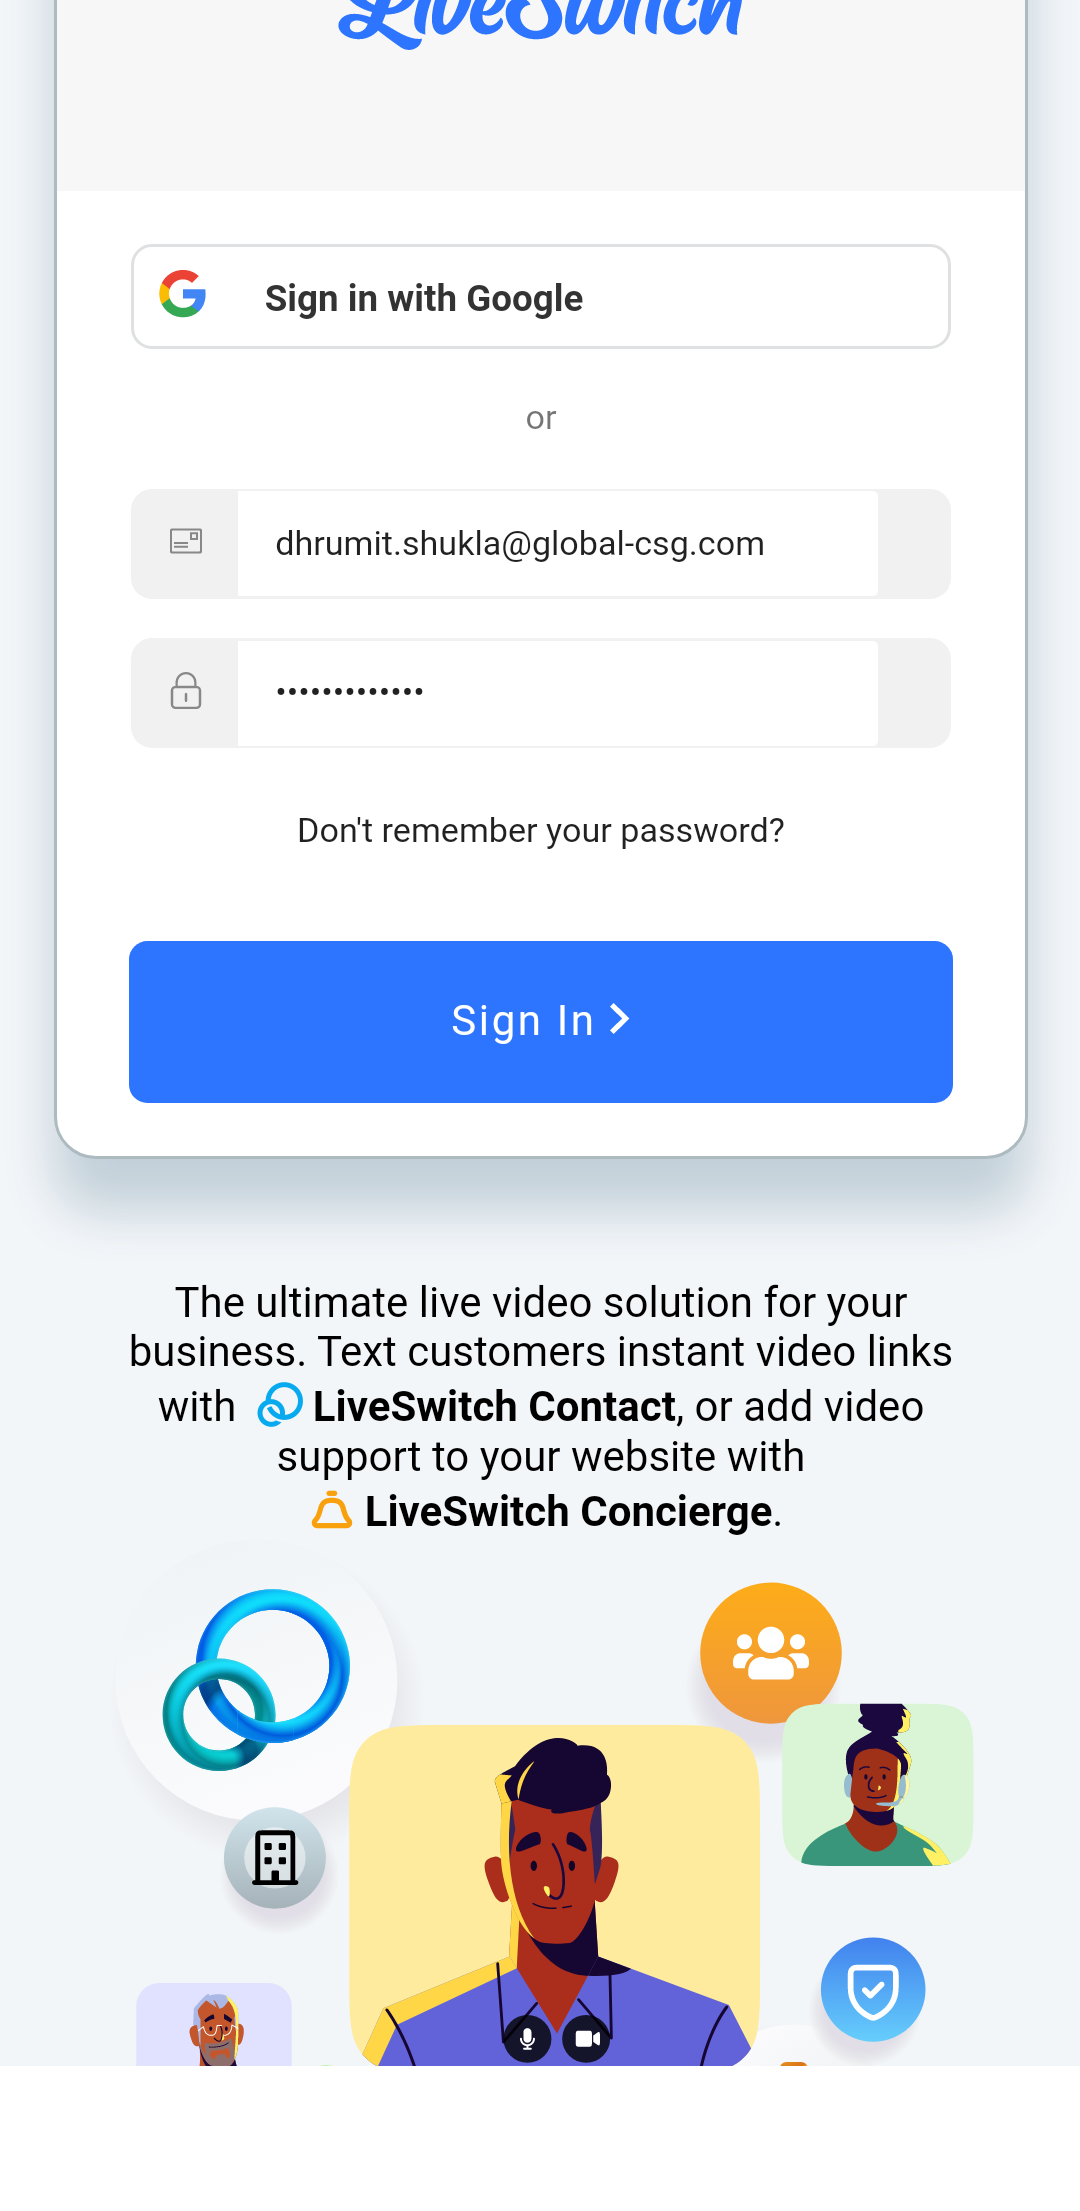 LiveSwitch
Sign in with Google
or
dhrumit.shukla@global-csg.com
•••••••••••••
Don't remember your password?
Sign In
The ultimate live video solution for your
business. Text customers instant video links
with LiveSwitch Contact, or add video
support to your website with
LiveSwitch Concierge.